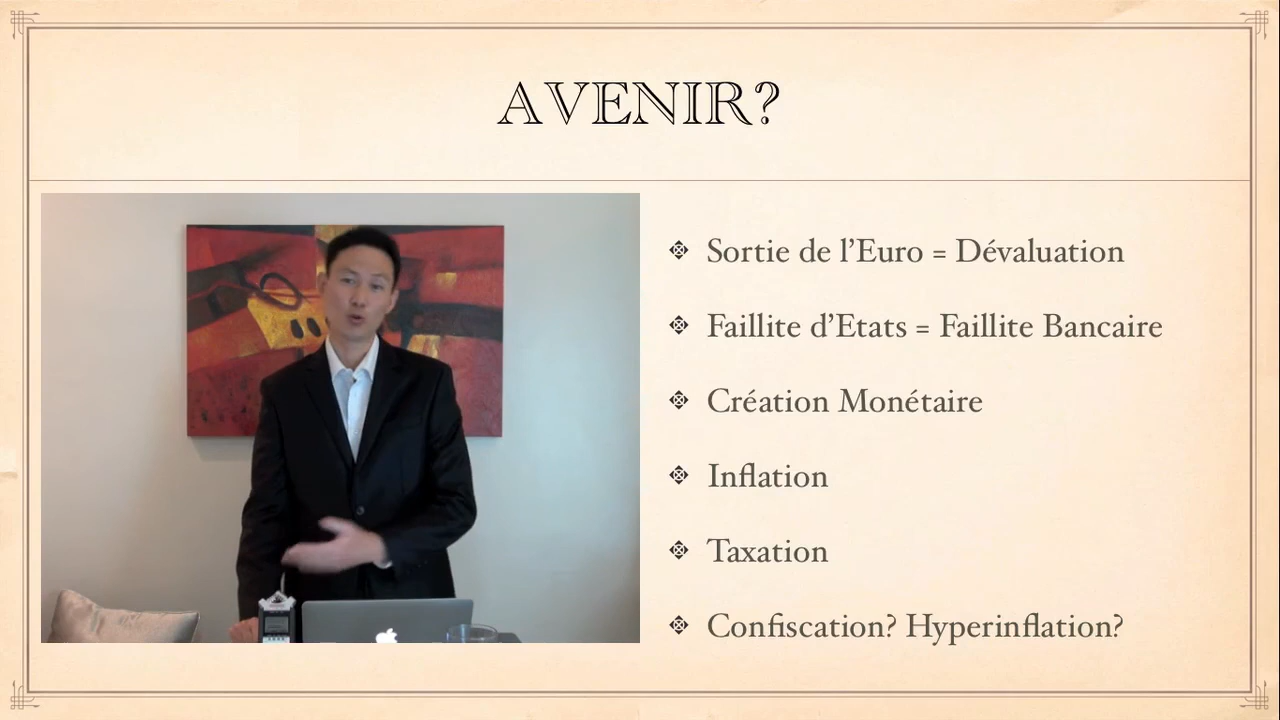 AVENIR?
Sortie de l’Euro = Dévaluation
Faillite d’Etats = Faillite Bancaire
Création Monétaire
Inflation
Taxation
Confiscation? Hyperinflation?